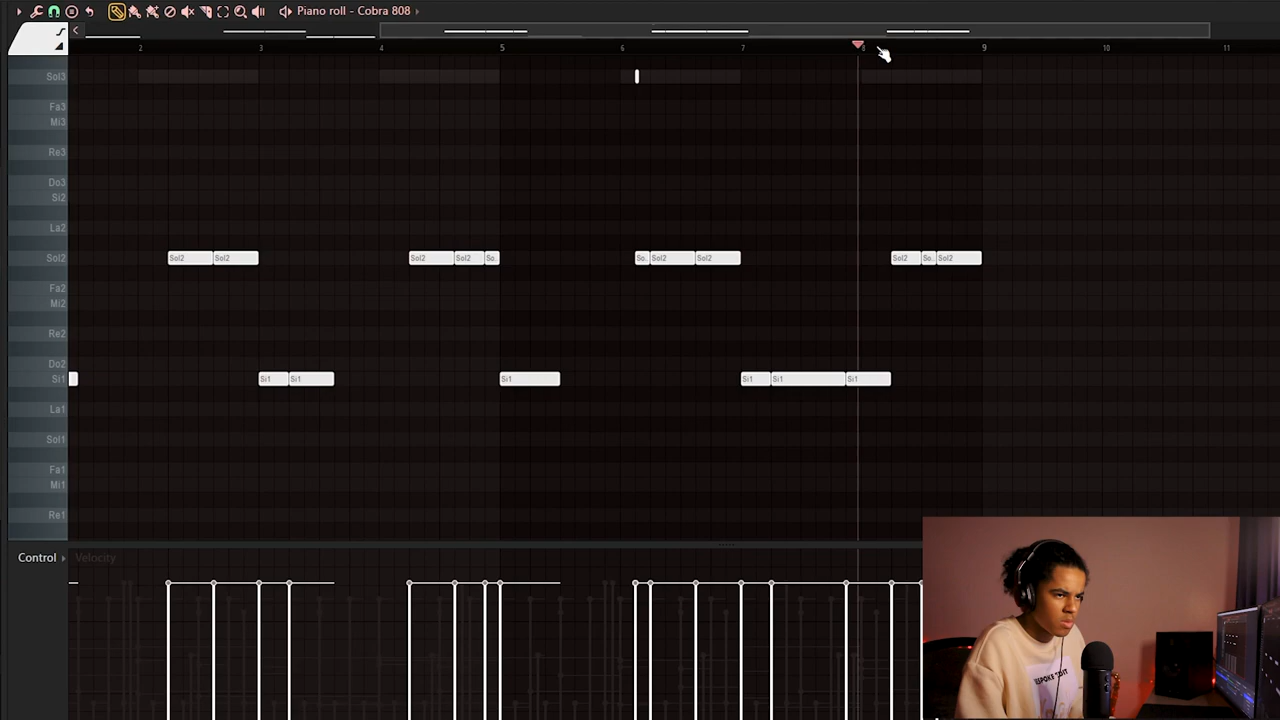 Piano roll - Cobra 808
2 3 4 5 6 7 8 9 10 11
Sol3
Fa3
Mi3
Re3
Do3
Si2
La2
Sol2 Sol2 Sol2 Sol2 Sol2 So.. So.. Sol2 Sol2 Sol2 So.. Sol2
Fa2
Mi2
Re2
Do2
Si1 Si1 Si1 Si1 Si1 Si1 Si1
La1
Sol1
Fa1
Mi1
Re1
Control Velocity